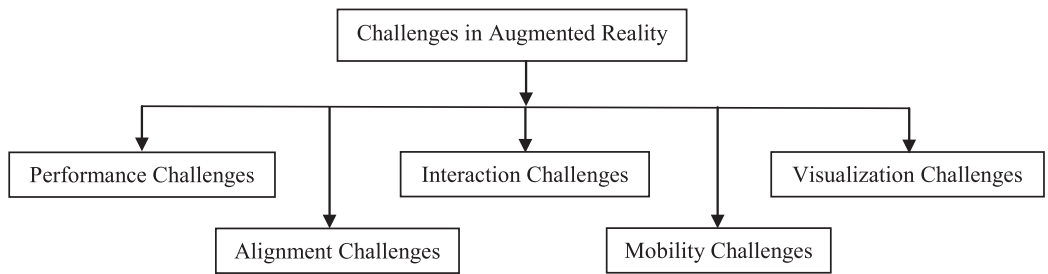 Challenges in Augmented Reality
Performance Challenges
Interaction Challenges
Visualization Challenges
Alignment Challenges
Mobility Challenges